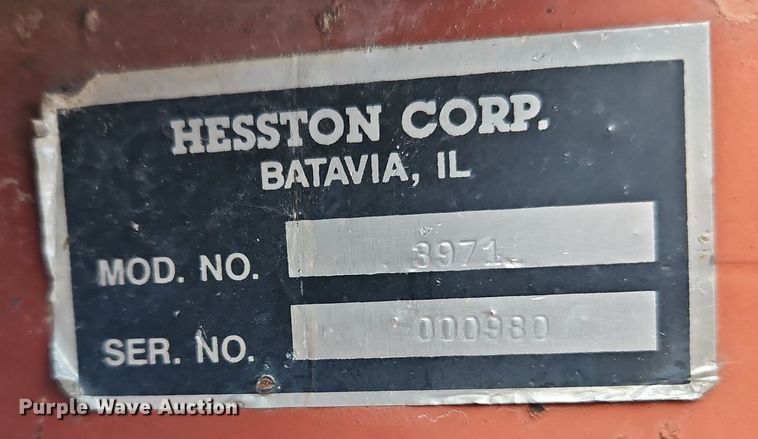 HESSTON CORP.
BATAVIA, IL
MOD. NO. 3971
SER. NO. 000980
Purple Wave Auction